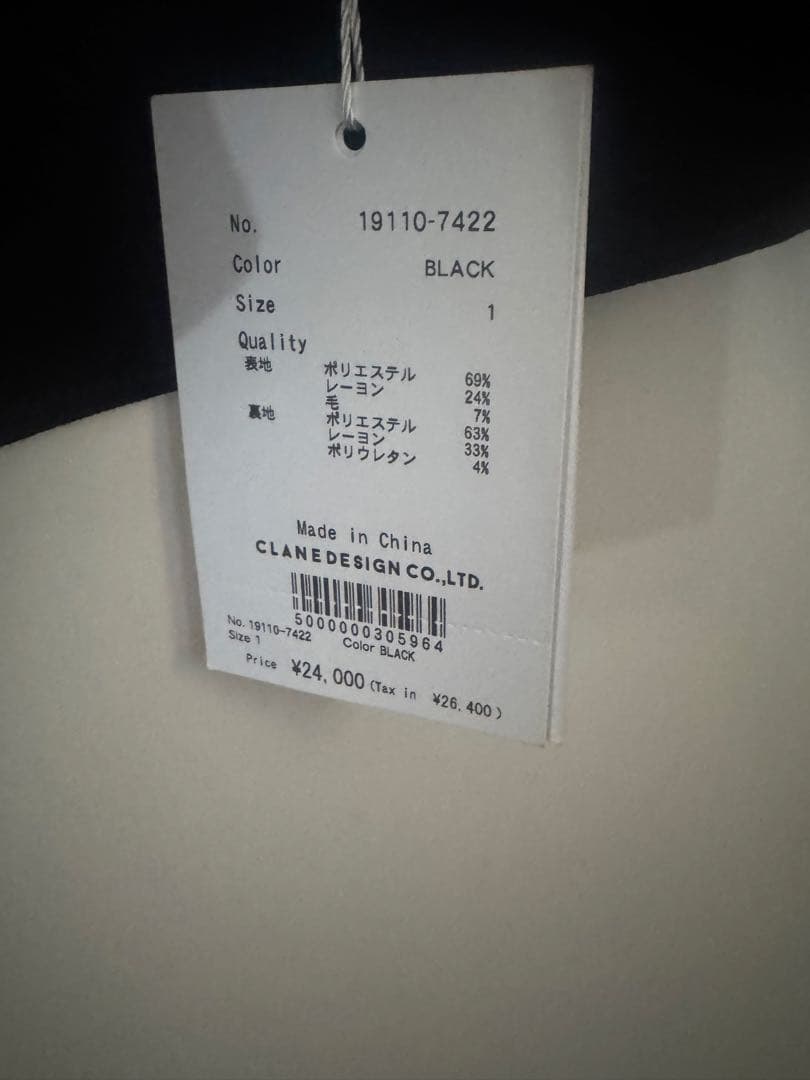 No. 19110-7422
Color BLACK
Size 1
Quality
表地 ポリエステル 69%
レーヨン 24%
毛 7%
裏地 ポリエステル 63%
レーヨン 33%
ポリウレタン 4%
Made in China
CLANE DESIGN CO.,LTD.
5000000305964
No. 19110-7422
Size 1 Color BLACK
Price ¥24,000 (Tax in ¥26,400)